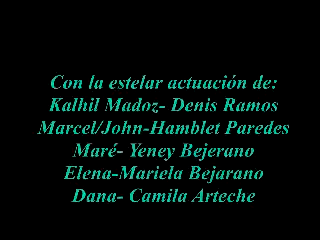 Con la estelar actuación de:
Kalhil Madoz- Denis Ramos
Marcel/John-Hamblet Paredes
Maré- Yeney Bejerano
Elena-Mariela Bejarano
Dana- Camila Arteche